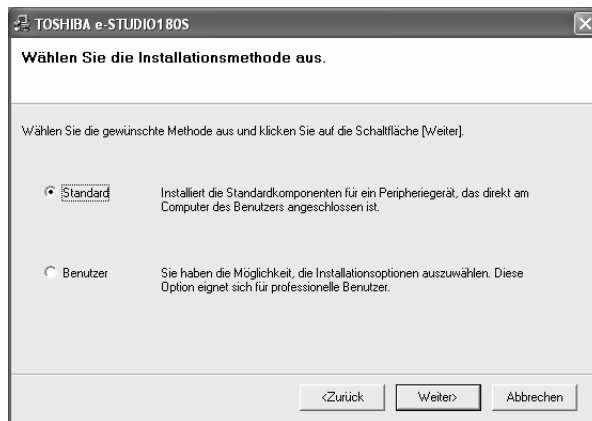 TOSHIBA e-STUDIO180S
Wählen Sie die Installationsmethode aus.
Wählen Sie die gewünschte Methode aus und klicken Sie auf die Schaltfläche [Weiter].
Standard
Installiert die Standardkomponenten für ein Peripheriegerät, das direkt am
Computer des Benutzers angeschlossen ist.
Benutzer
Sie haben die Möglichkeit, die Installationsoptionen auszuwählen. Diese
Option eignet sich für professionelle Benutzer.
<Zurück
Weiter>
Abbrechen